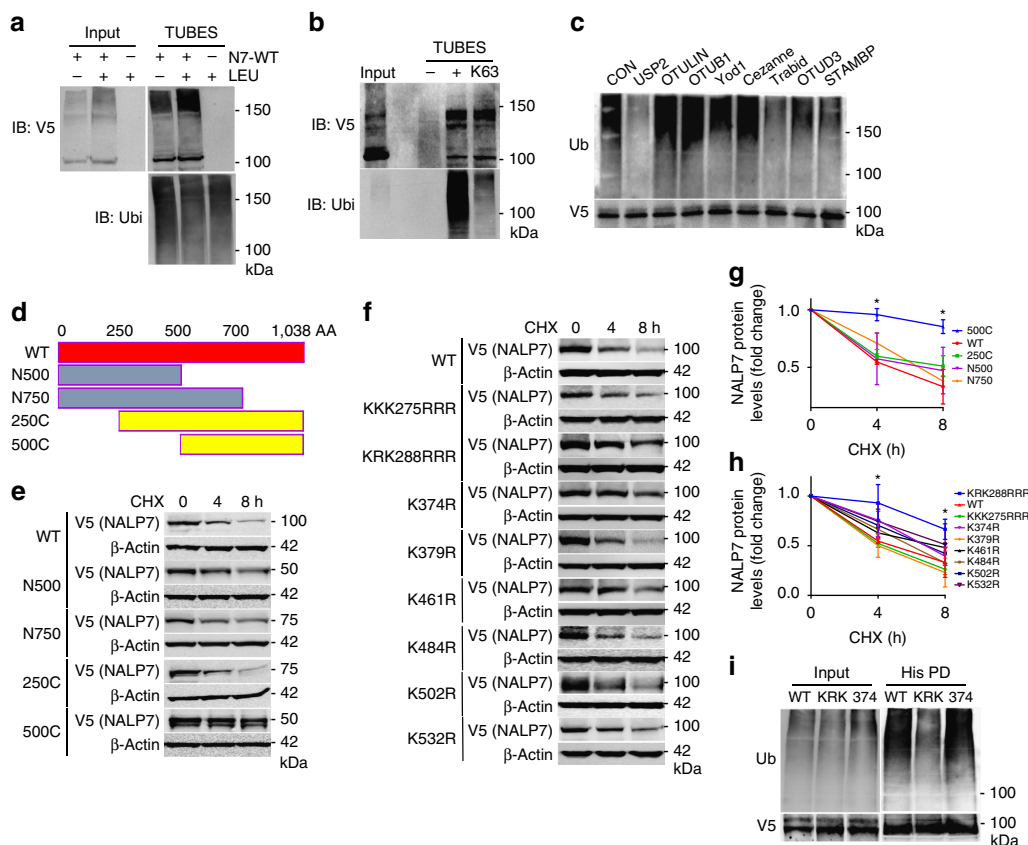 a
Input TUBES
+ + – + + – N7-WT
– + + – + + LEU
IB: V5
- 150
- 100
IB: Ubi
- 150
- 100
kDa
b
TUBES
Input – + K63
IB: V5
- 150
- 100
IB: Ubi
- 100
kDa
c
CON USP2 OTULIN OTUB1 Yod1 Cezanne Trabid OTUD3 STAMBP
Ub
- 150
V5
- 100
kDa
d
0 250 500 700 1,038 AA
WT
N500
N750
250C
500C
e
CHX 0 4 8 h
WT
V5 (NALP7) - 100
β-Actin - 42
N500
V5 (NALP7) - 50
β-Actin - 42
N750
V5 (NALP7) - 75
β-Actin - 42
250C
V5 (NALP7) - 75
β-Actin - 42
500C
V5 (NALP7) - 50
β-Actin - 42
kDa
f
CHX 0 4 8 h
WT
V5 (NALP7) - 100
β-Actin - 42
KKK275RRR
V5 (NALP7) - 100
β-Actin - 42
KRK288RRR
V5 (NALP7) - 100
β-Actin - 42
K374R
V5 (NALP7) - 100
β-Actin - 42
K379R
V5 (NALP7) - 100
β-Actin - 42
K461R
V5 (NALP7) - 100
β-Actin - 42
K484R
V5 (NALP7) - 100
β-Actin - 42
K502R
V5 (NALP7) - 100
β-Actin - 42
K532R
V5 (NALP7) - 100
β-Actin - 42
kDa
g
NALP7 protein
levels (fold change)
1.0
0.5
* *
500C
WT
250C
N500
N750
0 4 8
CHX (h)
h
NALP7 protein
levels (fold change)
1.0
0.5
0.0
* *
KRK288RRR
WT
KKK275RRR
K374R
K379R
K461R
K484R
K502R
K532R
0 4 8
CHX (h)
i
Input His PD
WT KRK 374 WT KRK 374
Ub
- 100
V5
- 100
kDa